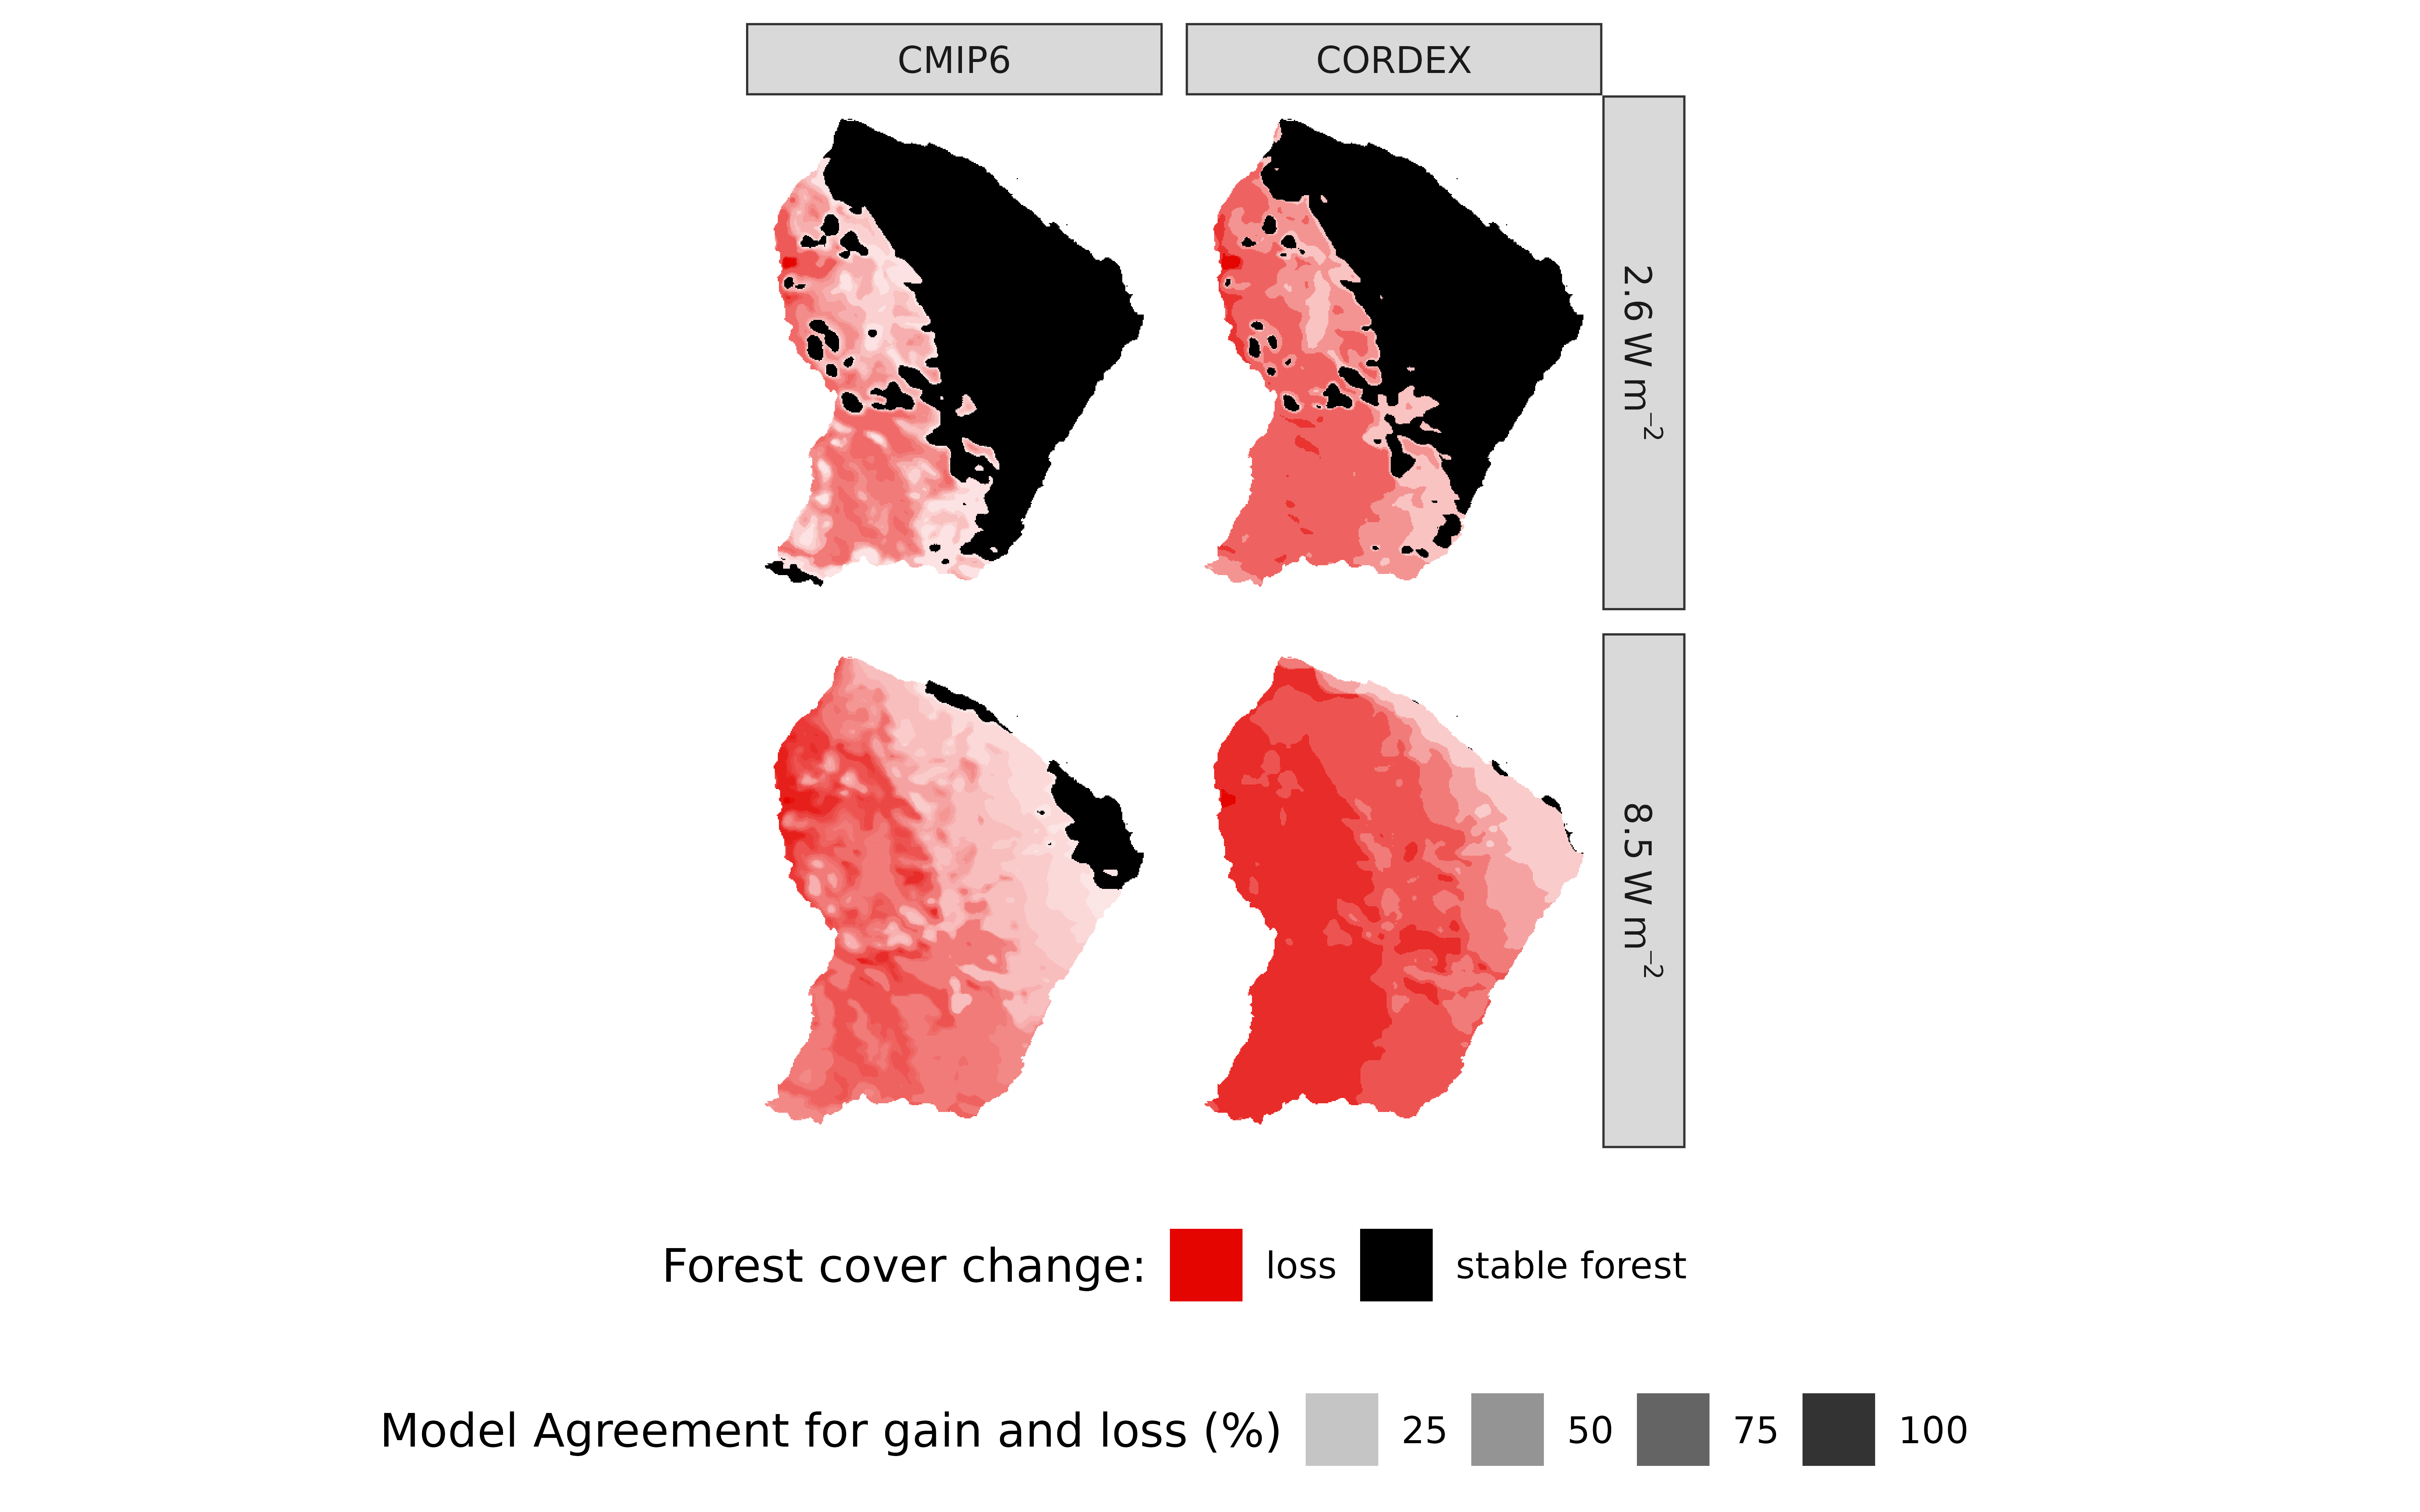 CMIP6
CORDEX
2.6 W m⁻²
8.5 W m⁻²
Forest cover change: loss stable forest
Model Agreement for gain and loss (%) 25 50 75 100